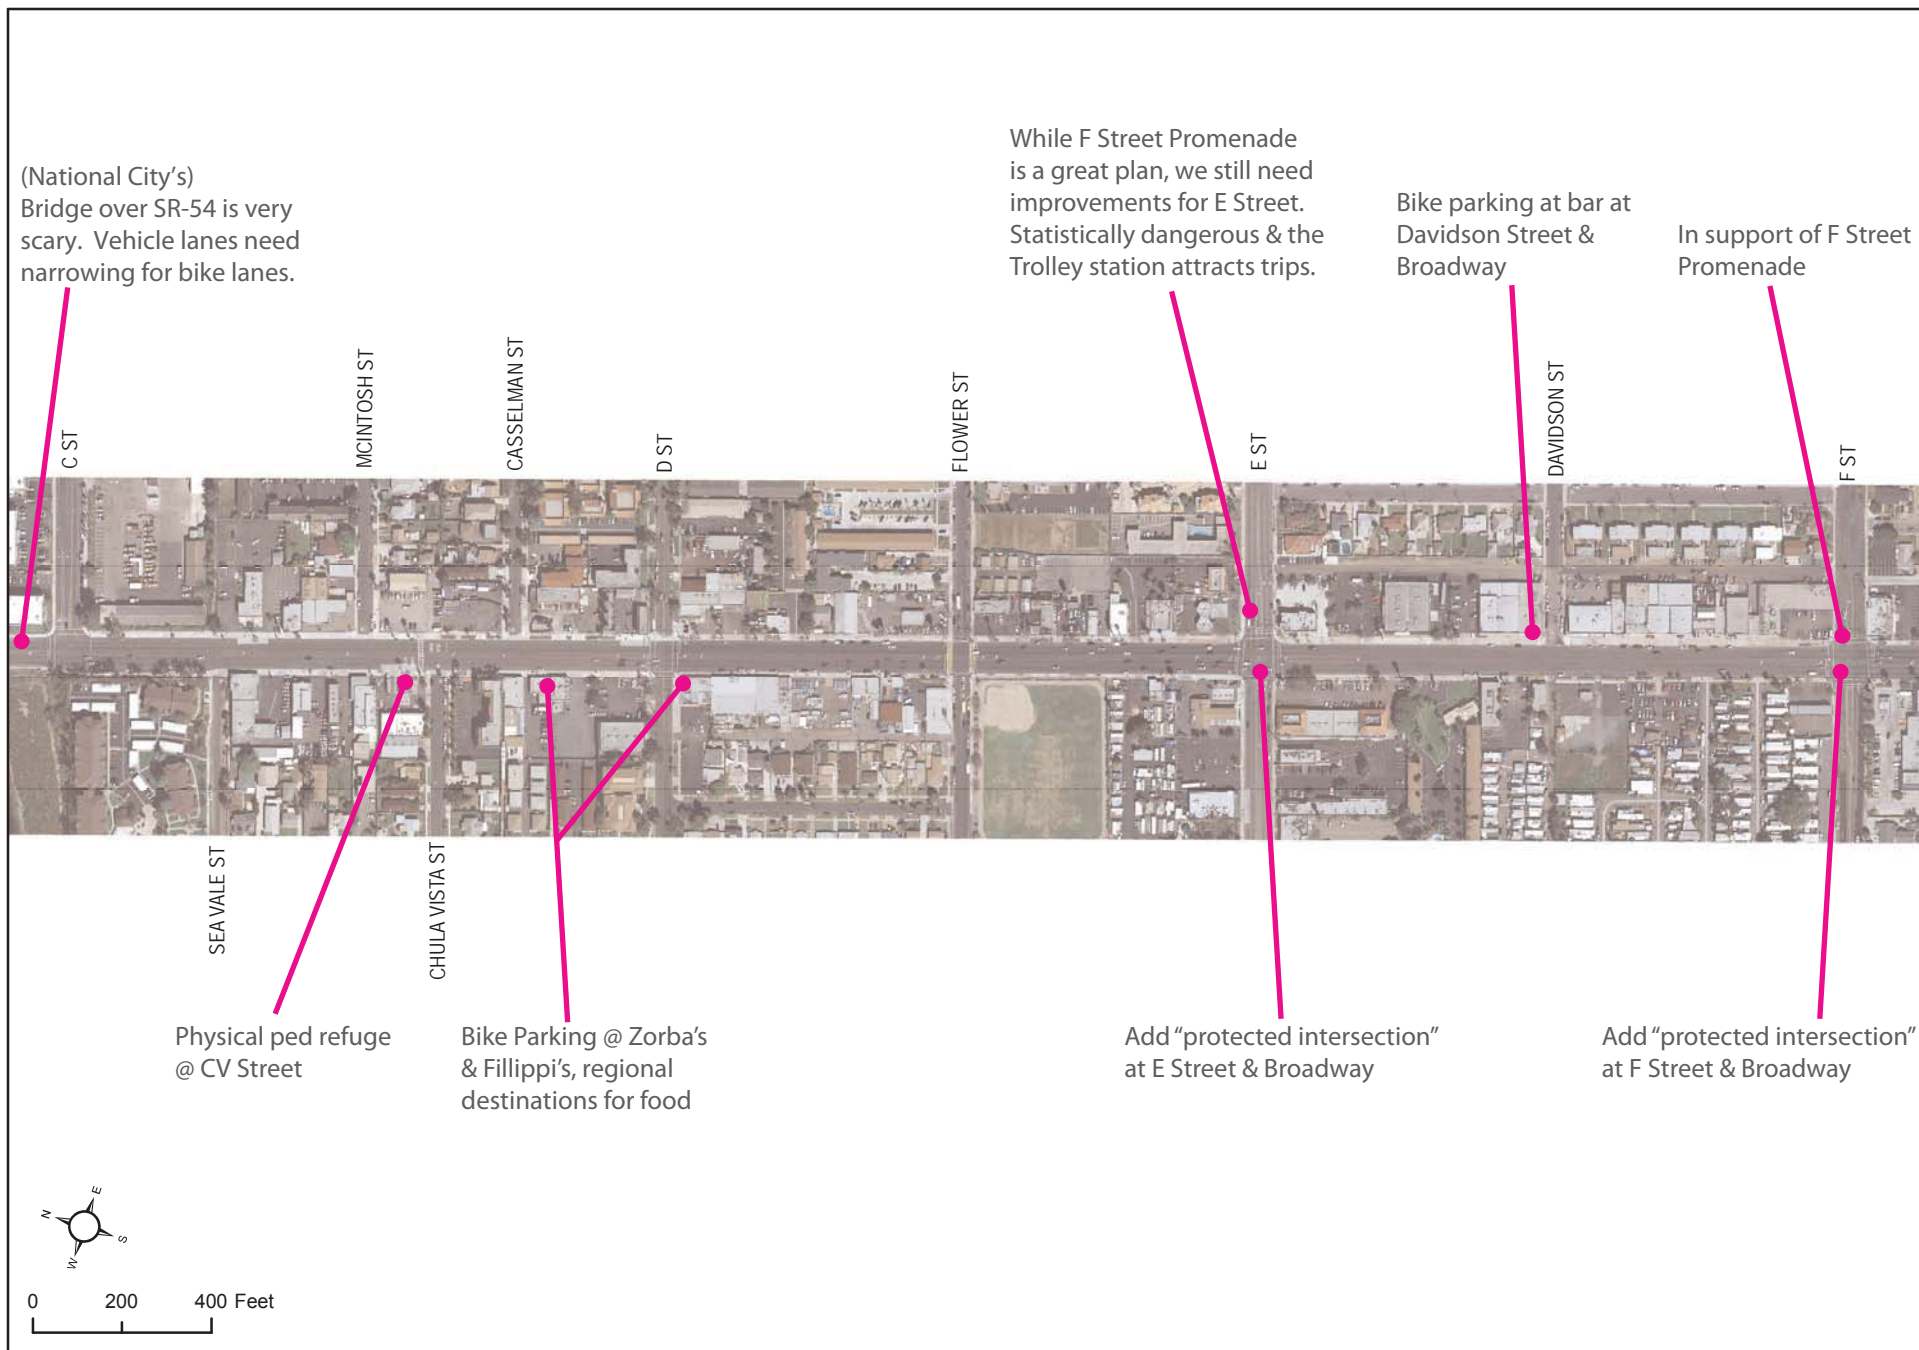 (National City's)
Bridge over SR-54 is very
scary.  Vehicle lanes need
narrowing for bike lanes.
While F Street Promenade
is a great plan, we still need
improvements for E Street.
Statistically dangerous & the
Trolley station attracts trips.
Bike parking at bar at
Davidson Street &
Broadway
In support of F Street
Promenade
C ST
MCINTOSH ST
CASSELMAN ST
D ST
FLOWER ST
E ST
DAVIDSON ST
F ST
SEA VALE ST
CHULA VISTA ST
Physical ped refuge
@ CV Street
Bike Parking @ Zorba's
& Fillippi's, regional
destinations for food
Add "protected intersection"
at E Street & Broadway
Add "protected intersection"
at F Street & Broadway
N
E
S
W
0 200 400 Feet